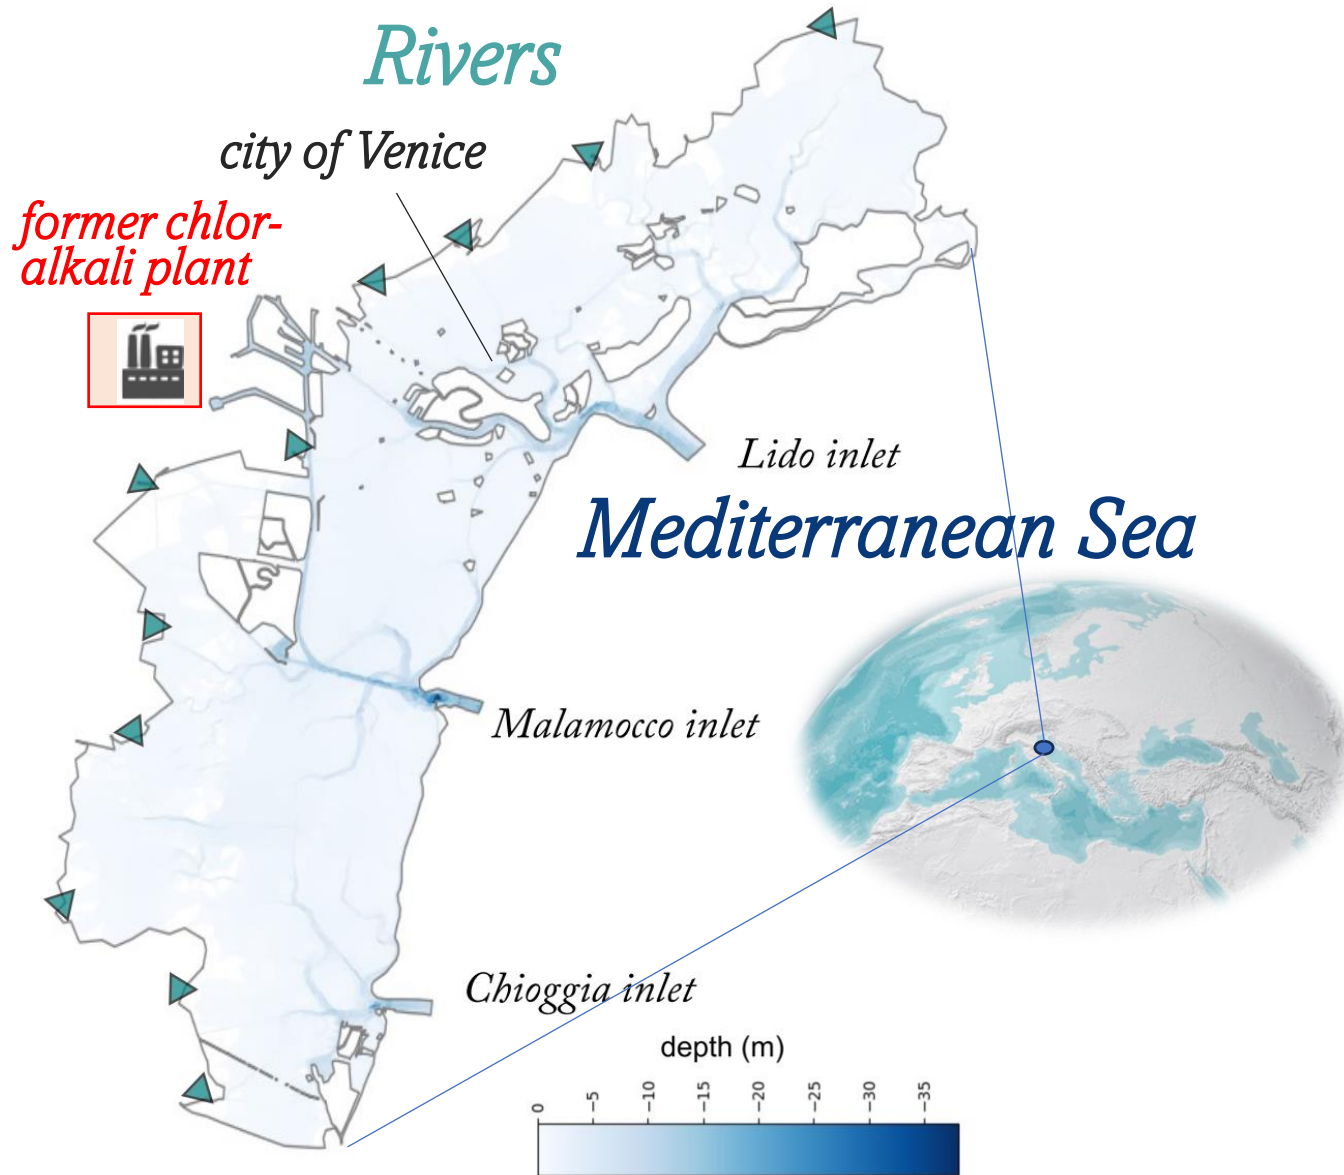 Rivers
city of Venice
former chlor-
alkali plant
Lido inlet
Mediterranean Sea
Malamocco inlet
Chioggia inlet
depth (m)
0
−5
−10
−15
−20
−25
−30
−35